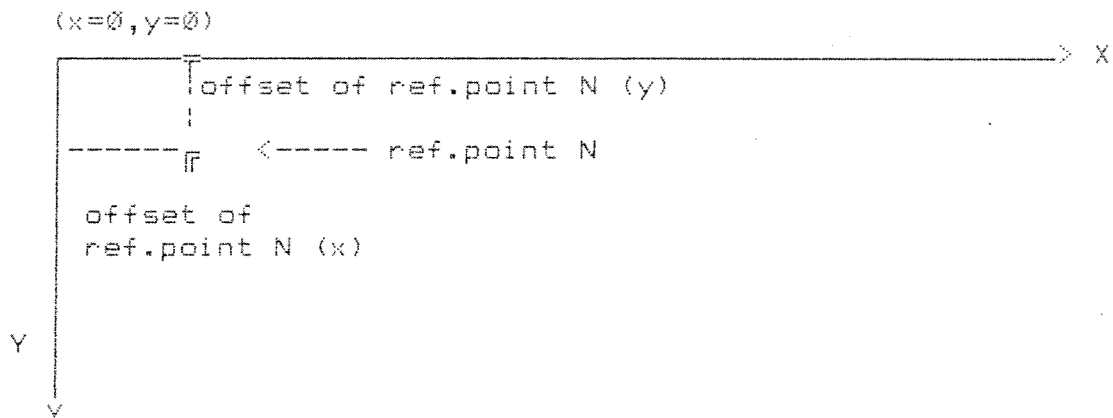 (x=Ø,y=Ø)
X
offset of ref.point N (y)
<----- ref.point N
offset of
ref.point N (x)
Y